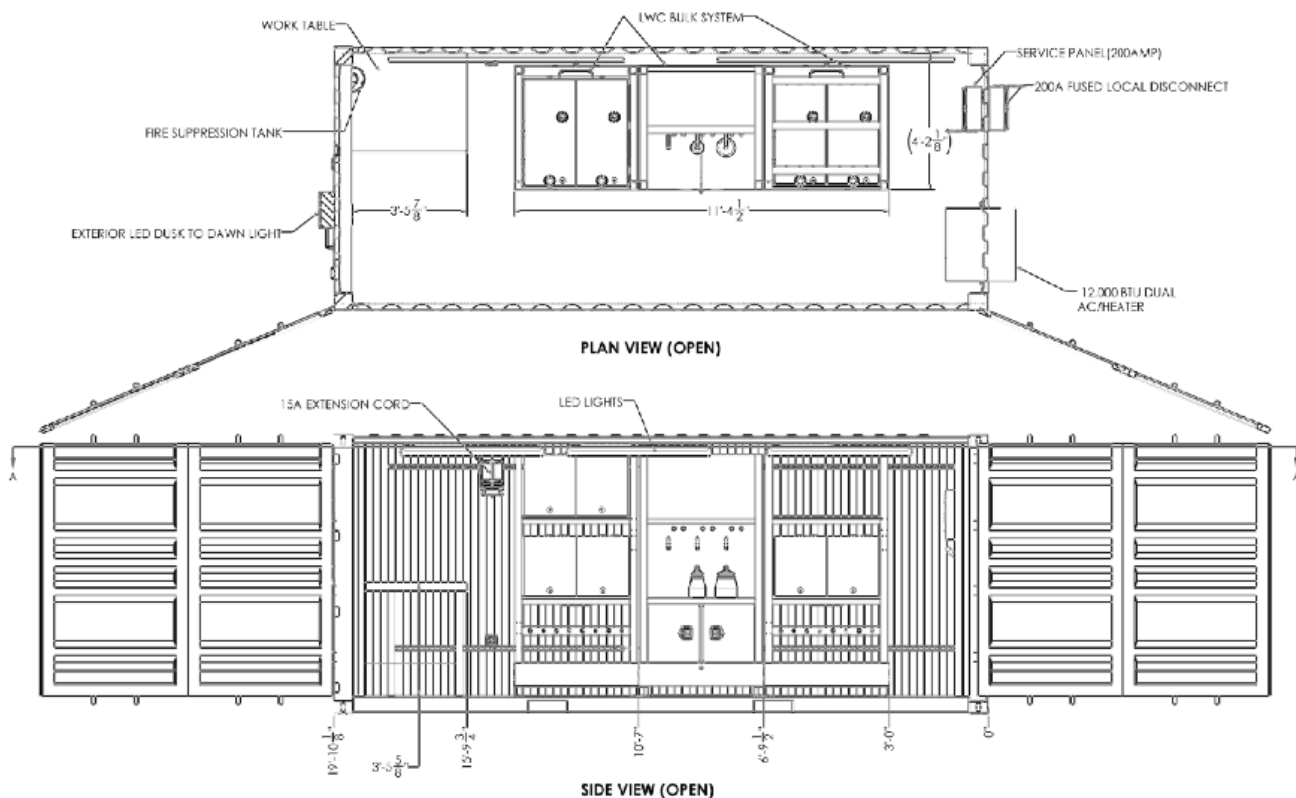 WORK TABLE
LWC BULK SYSTEM
SERVICE PANEL(200AMP)
200A FUSED LOCAL DISCONNECT
FIRE SUPPRESSION TANK
(4'-2 1/8")
3'-5 7/8"
11'-4 1/2"
EXTERIOR LED DUSK TO DAWN LIGHT
12,000 BTU DUAL
AC/HEATER
PLAN VIEW (OPEN)
15A EXTENSION CORD
LED LIGHTS
A
A
19'-10 1/8"
3'-5 5/8"
15'-9 3/4"
10'-7"
6'-9 1/2"
3'-0"
0"
SIDE VIEW (OPEN)